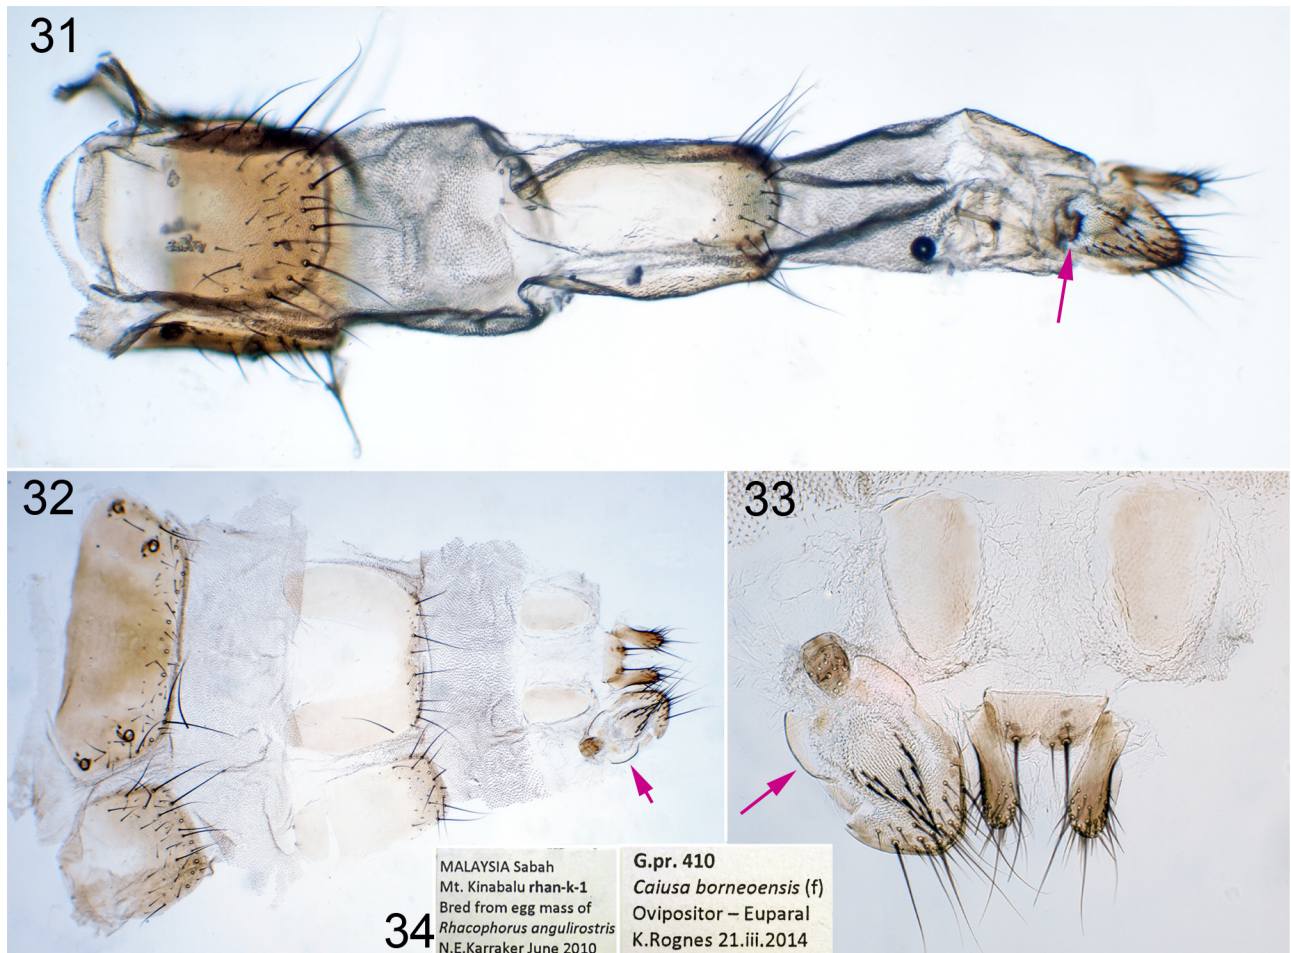 31
32
33
34
MALAYSIA Sabah
Mt. Kinabalu rhan-k-1
Bred from egg mass of
Rhacophorus angulirostris
N.E.Karraker June 2010
G.pr. 410
Caiusa borneoensis (f)
Ovipositor – Euparal
K.Rognes 21.iii.2014